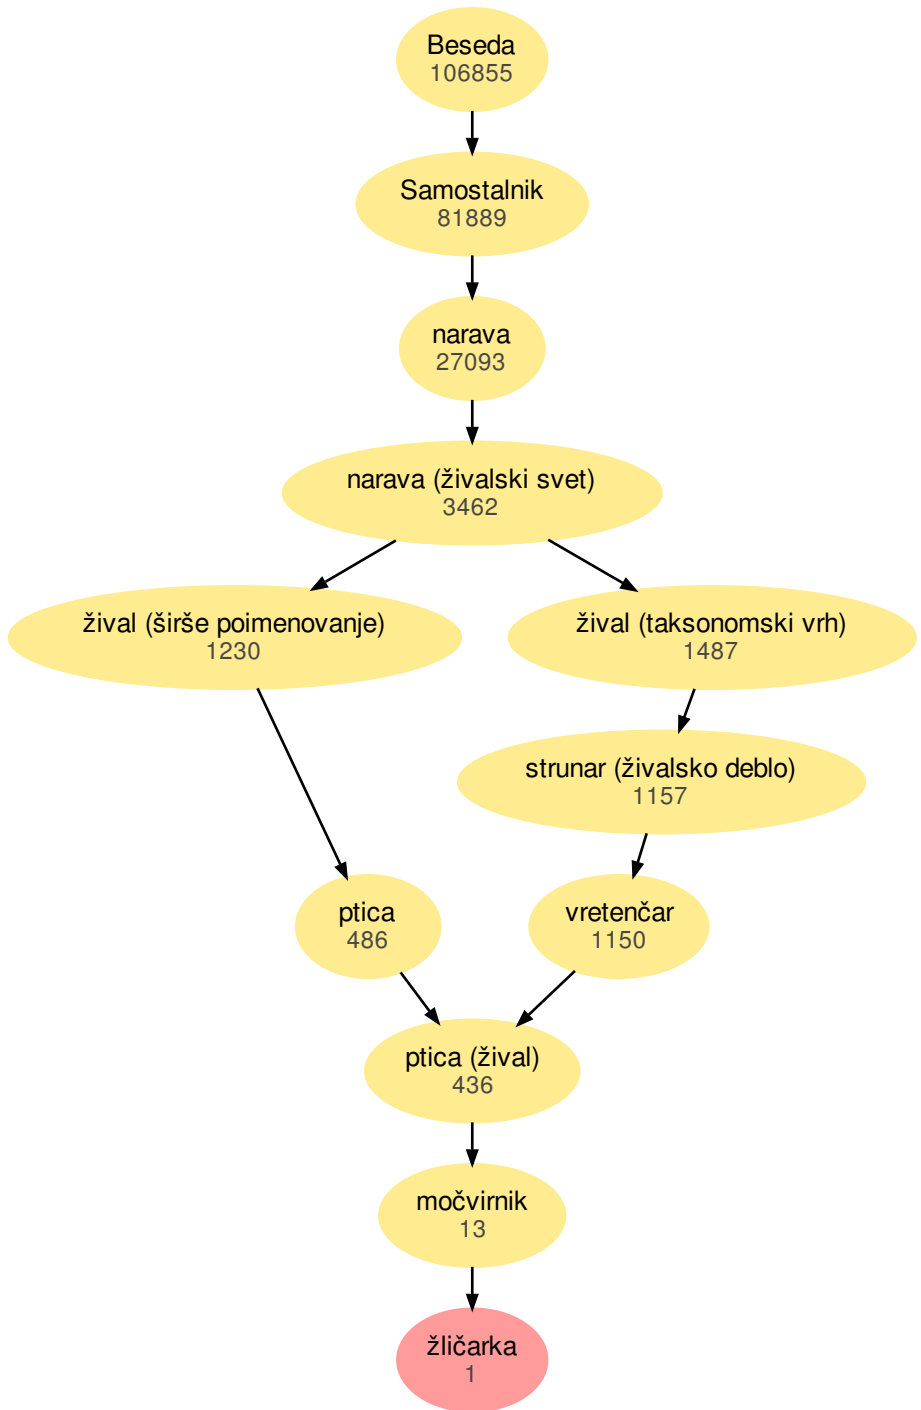 Beseda
106855
Samostalnik
81889
narava
27093
narava (živalski svet)
3462
žival (širše poimenovanje)
1230
žival (taksonomski vrh)
1487
strunar (živalsko deblo)
1157
ptica
486
vretenčar
1150
ptica (žival)
436
močvirnik
13
žličarka
1